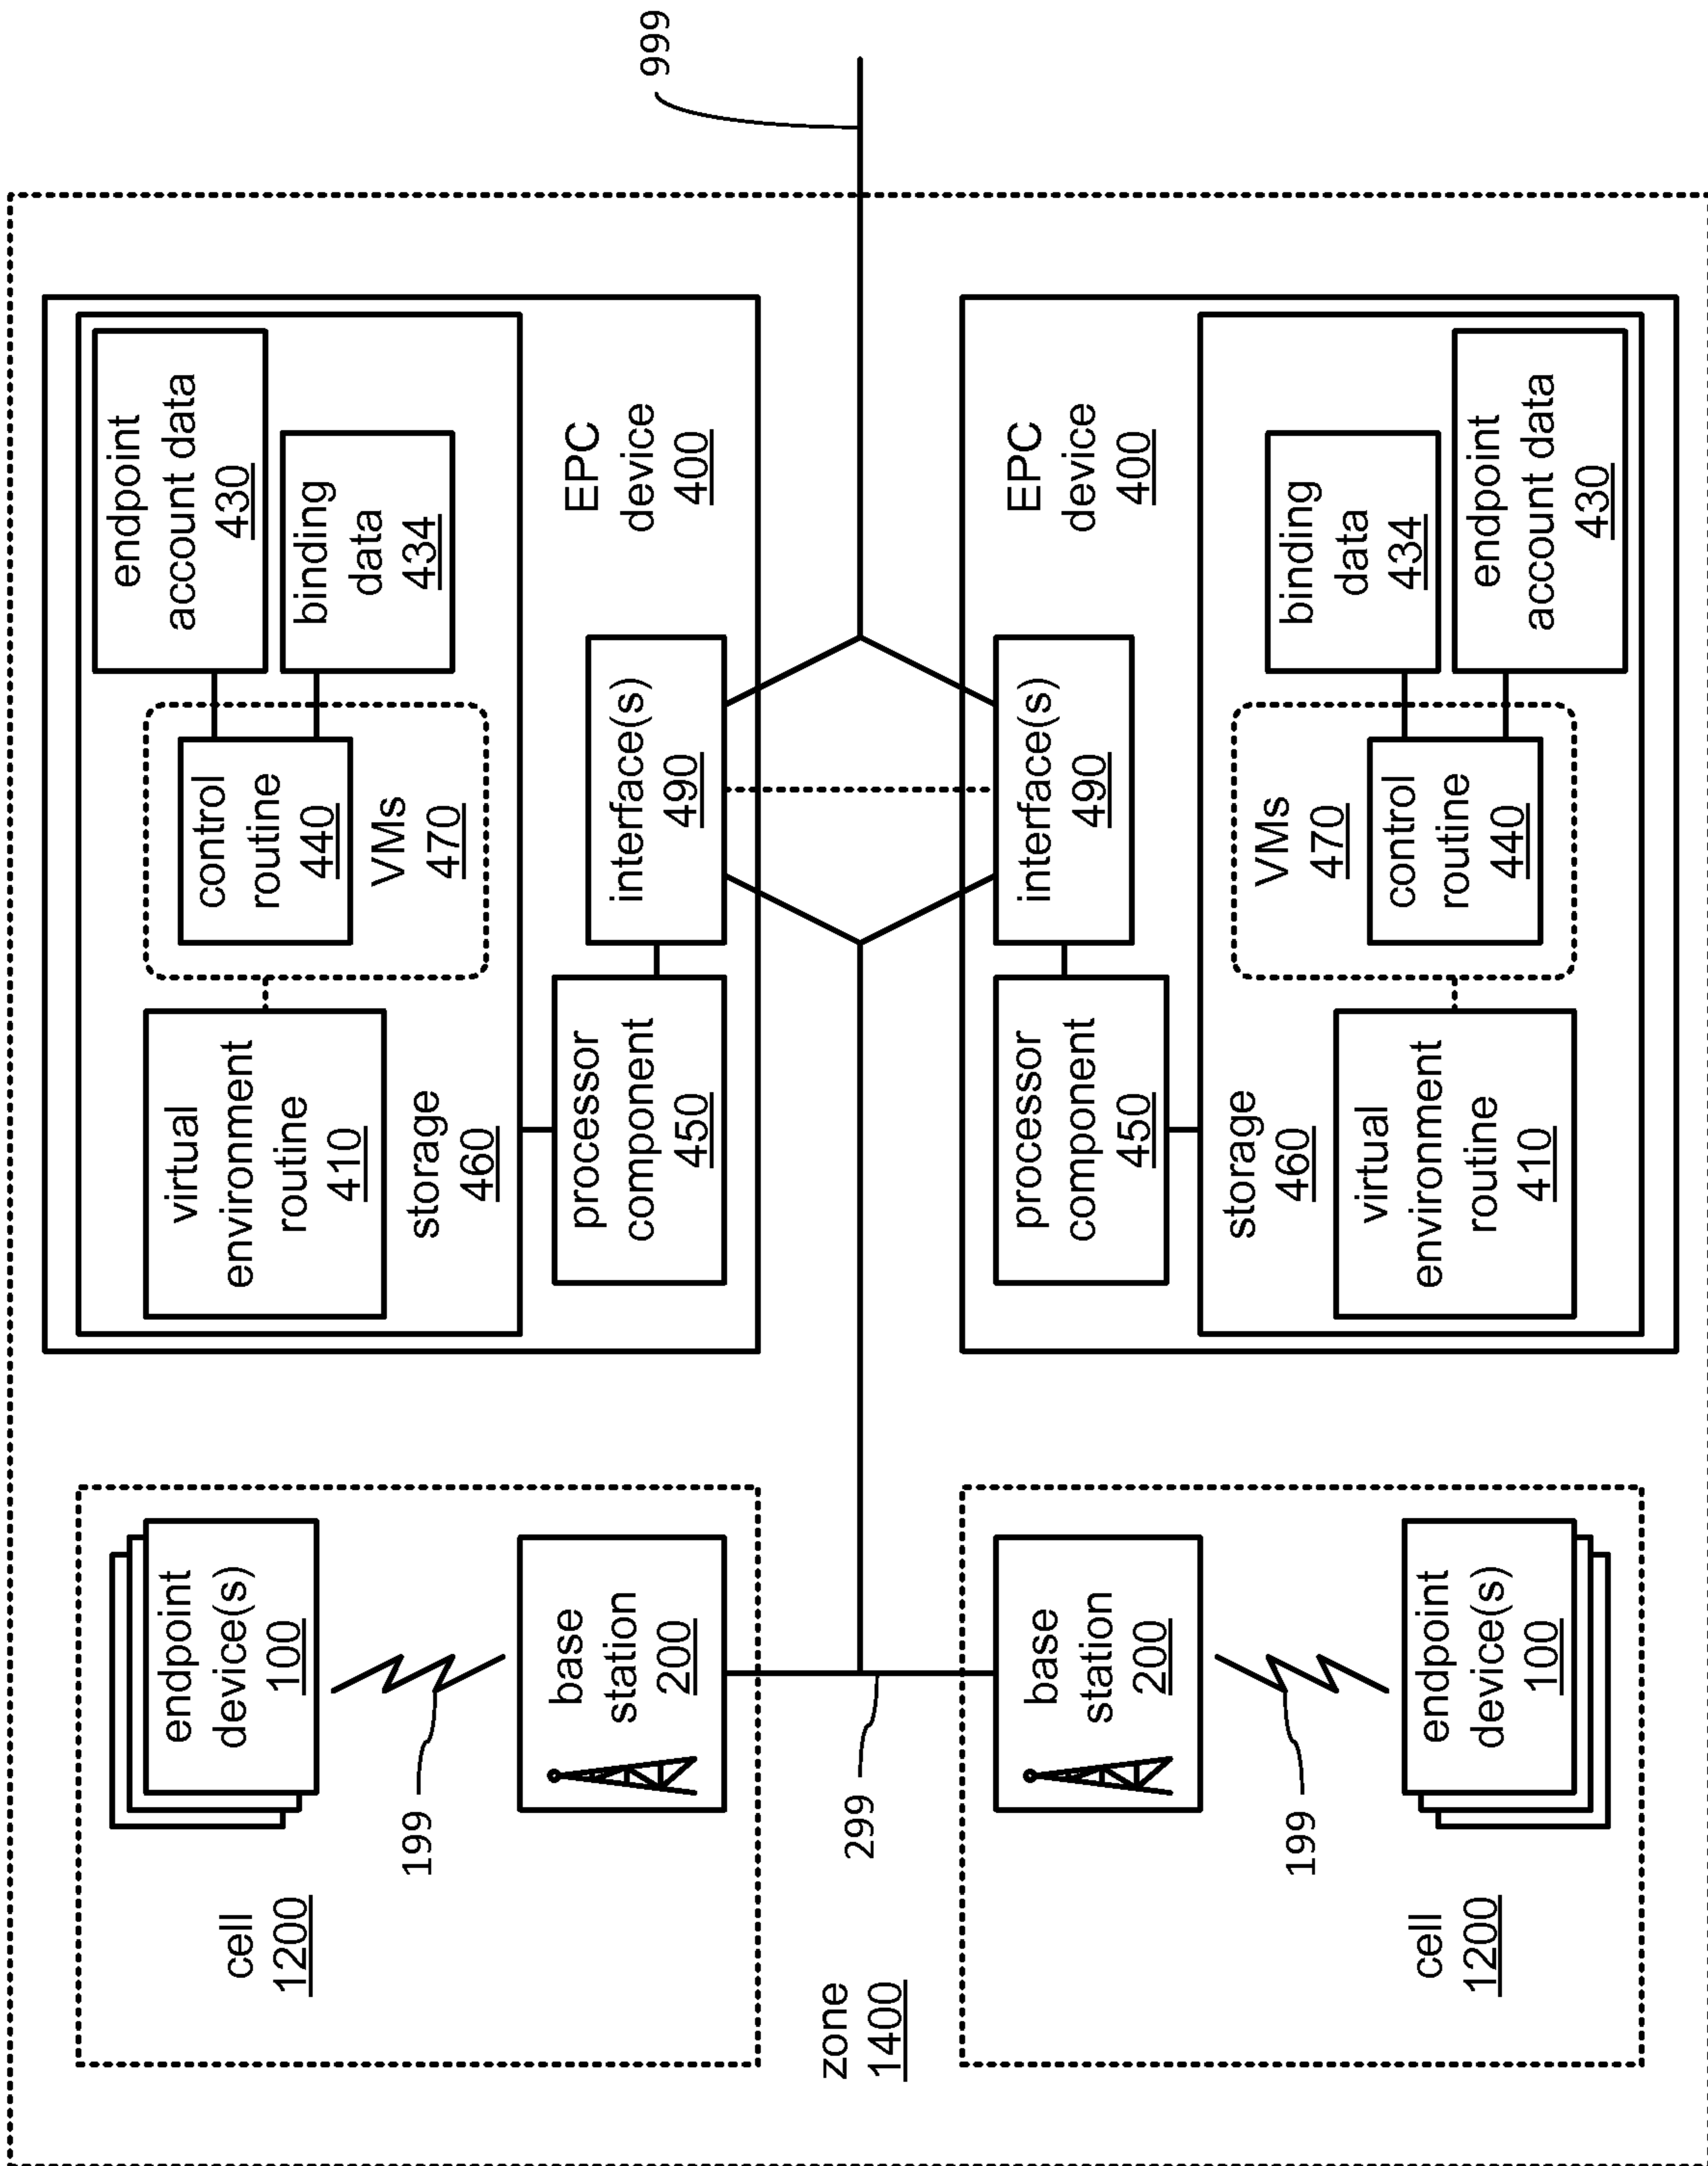 cell
1200
endpoint
device(s)
100
199
base
station
200
virtual
environment
routine
410
control
routine
440
VMs
470
endpoint
account data
430
binding
data
434
storage
460
processor
component
450
interface(s)
490
EPC
device
400
999
zone
1400
299
base
station
200
199
cell
1200
endpoint
device(s)
100
processor
component
450
interface(s)
490
EPC
device
400
storage
460
virtual
environment
routine
410
VMs
470
control
routine
440
binding
data
434
endpoint
account data
430